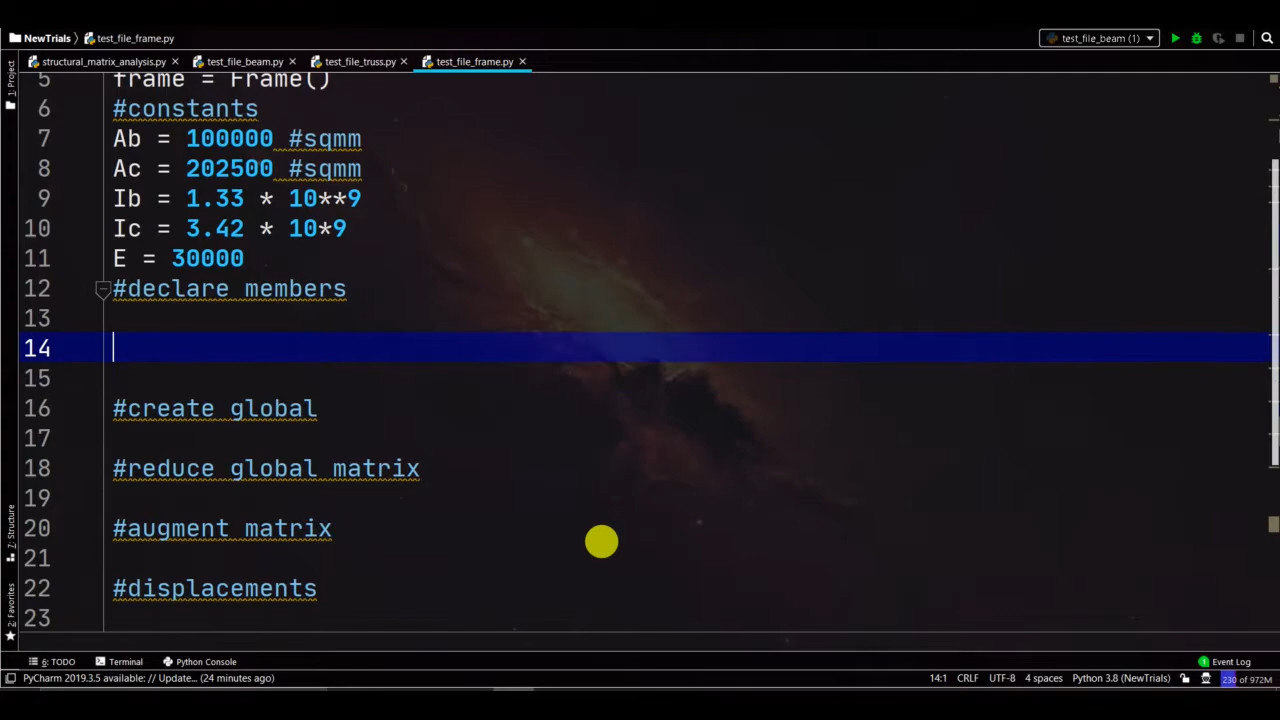 NewTrials test_file_frame.py test_file_beam (1)
structural_matrix_analysis.py test_file_beam.py test_file_truss.py test_file_frame.py
1: Project
5 frame = Frame()
6 #constants
7 Ab = 100000 #sqmm
8 Ac = 202500 #sqmm
9 Ib = 1.33 * 10**9
10 Ic = 3.42 * 10*9
11 E = 30000
12 #declare members
13
14
15
16 #create global
17
18 #reduce global matrix
19
20 #augment matrix
21
22 #displacements
23
7: Structure
2: Favorites
6: TODO Terminal Python Console 1 Event Log
PyCharm 2019.3.5 available: // Update... (24 minutes ago) 14:1 CRLF UTF-8 4 spaces Python 3.8 (NewTrials) 230 of 972M